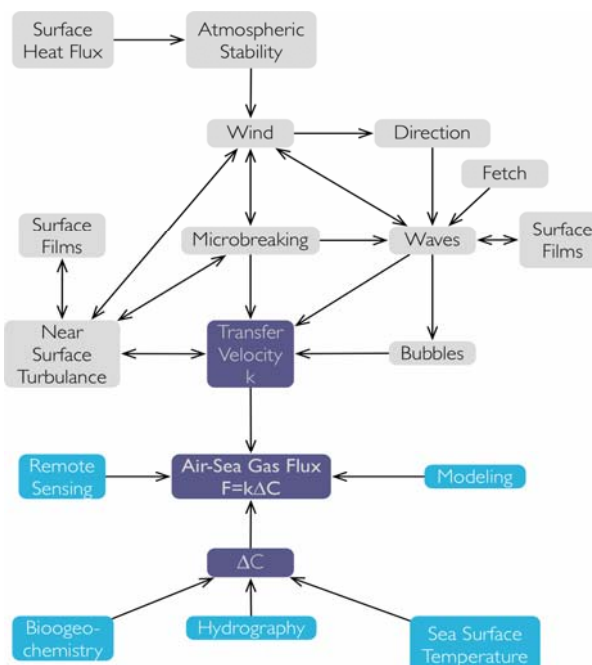 Surface
Heat Flux
Atmospheric
Stability
Wind
Direction
Fetch
Surface
Films
Microbreaking
Waves
Surface
Films
Near
Surface
Turbulance
Transfer
Velocity
k
Bubbles
Remote
Sensing
Air-Sea Gas Flux
F=kΔC
Modeling
ΔC
Bioogeo-
chemistry
Hydrography
Sea Surface
Temperature